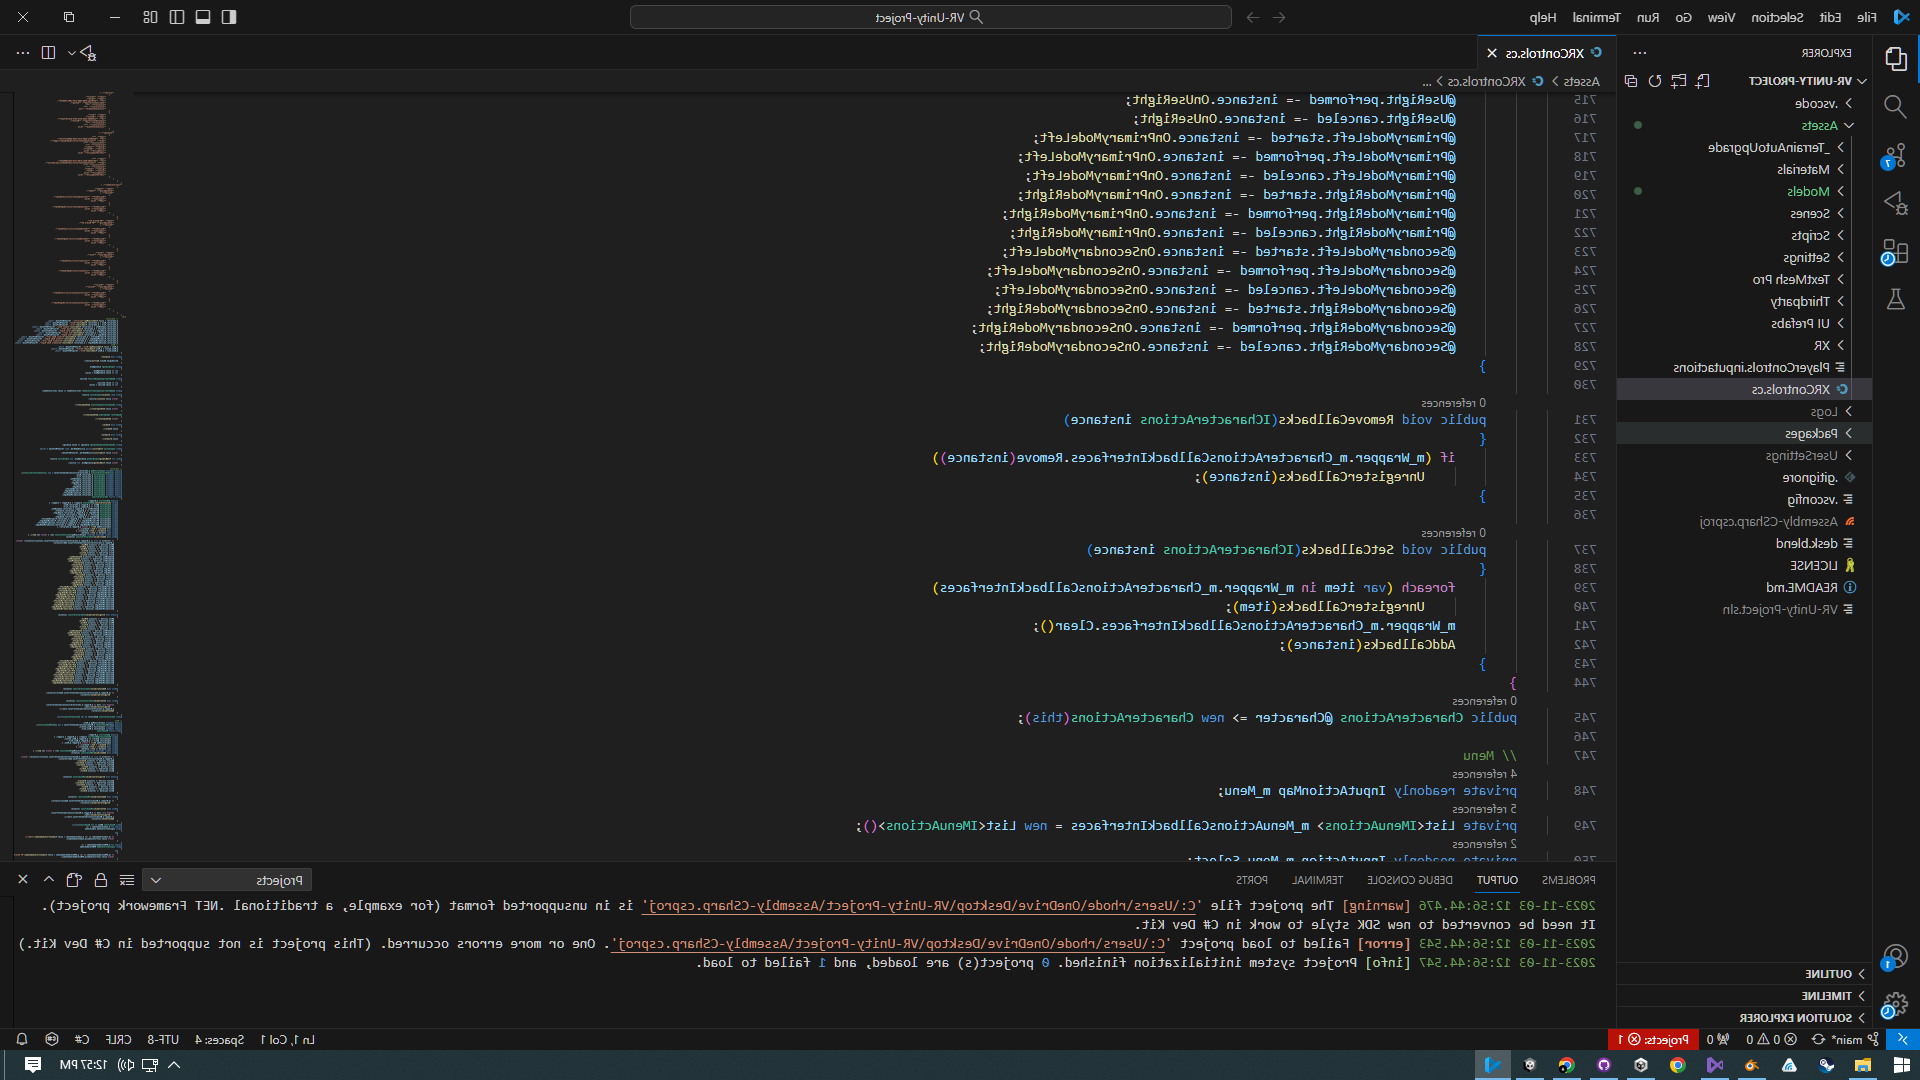 File Edit Selection View Go Run Terminal Help
VR-Unity-Project
EXPLORER
VR-UNITY-PROJECT
.vscode
Assets
_TerrainAutoUpgrade
Materials
Models
Scenes
Scripts
Settings
TextMesh Pro
Thirdparty
UI Prefabs
XR
PlayerControls.inputactions
XRControls.cs
Logs
Packages
UserSettings
.gitignore
.vsconfig
Assembly-CSharp.csproj
desk.blend
LICENSE
README.md
VR-Unity-Project.sln
OUTLINE
TIMELINE
SOLUTION EXPLORER
7
1
XRControls.cs
Assets > XRControls.cs > ...
715 @UseRight.performed -= instance.OnUseRight;
716 @UseRight.canceled -= instance.OnUseRight;
717 @PrimaryModeLeft.started -= instance.OnPrimaryModeLeft;
718 @PrimaryModeLeft.performed -= instance.OnPrimaryModeLeft;
719 @PrimaryModeLeft.canceled -= instance.OnPrimaryModeLeft;
720 @PrimaryModeRight.started -= instance.OnPrimaryModeRight;
721 @PrimaryModeRight.performed -= instance.OnPrimaryModeRight;
722 @PrimaryModeRight.canceled -= instance.OnPrimaryModeRight;
723 @SecondaryModeLeft.started -= instance.OnSecondaryModeLeft;
724 @SecondaryModeLeft.performed -= instance.OnSecondaryModeLeft;
725 @SecondaryModeLeft.canceled -= instance.OnSecondaryModeLeft;
726 @SecondaryModeRight.started -= instance.OnSecondaryModeRight;
727 @SecondaryModeRight.performed -= instance.OnSecondaryModeRight;
728 @SecondaryModeRight.canceled -= instance.OnSecondaryModeRight;
729 }
730
0 references
731 public void RemoveCallbacks(ICharacterActions instance)
732 {
733 if (m_Wrapper.m_CharacterActionsCallbackInterfaces.Remove(instance))
734 UnregisterCallbacks(instance);
735 }
736
0 references
737 public void SetCallbacks(ICharacterActions instance)
738 {
739 foreach (var item in m_Wrapper.m_CharacterActionsCallbackInterfaces)
740 UnregisterCallbacks(item);
741 m_Wrapper.m_CharacterActionsCallbackInterfaces.Clear();
742 AddCallbacks(instance);
743 }
744 }
0 references
745 public CharacterActions @Character => new CharacterActions(this);
746
747 // Menu
4 references
748 private readonly InputActionMap m_Menu;
5 references
749 private List<IMenuActions> m_MenuActionsCallbackInterfaces = new List<IMenuActions>();
2 references
750 private readonly InputAction m_Menu_Select;
PROBLEMS OUTPUT DEBUG CONSOLE TERMINAL PORTS
Projects
2023-11-03 12:56:44.476 [warning] The project file 'C:\Users/rhode\OneDrive\Desktop\VR-Unity-Project\Assembly-CSharp.csproj' is in unsupported format (for example, a traditional .NET Framework project).
It need be converted to new SDK style to work in C# Dev Kit.
2023-11-03 12:56:44.543 [error] Failed to load project 'C:\Users/rhode\OneDrive\Desktop\VR-Unity-Project\Assembly-CSharp.csproj'. One or more errors occurred. (This project is not supported in C# Dev Kit.)
2023-11-03 12:56:44.547 [info] Project system initialization finished. 0 project(s) are loaded, and 1 failed to load.
main* 0 0 0 Projects: 1
Ln 1, Col 1 Spaces: 4 UTF-8 CRLF C#
12:57 PM